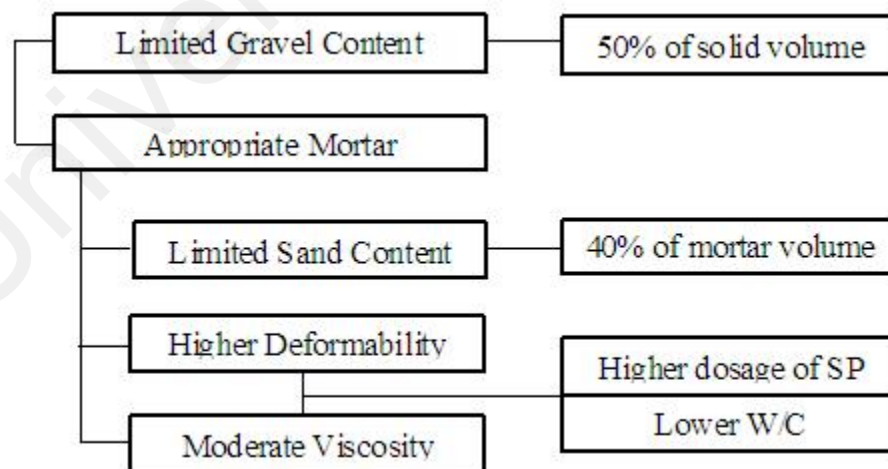 Limited Gravel Content
50% of solid volume
Appropriate Mortar
Limited Sand Content
40% of mortar volume
Higher Deformability
Higher dosage of SP
Lower W/C
Moderate Viscosity